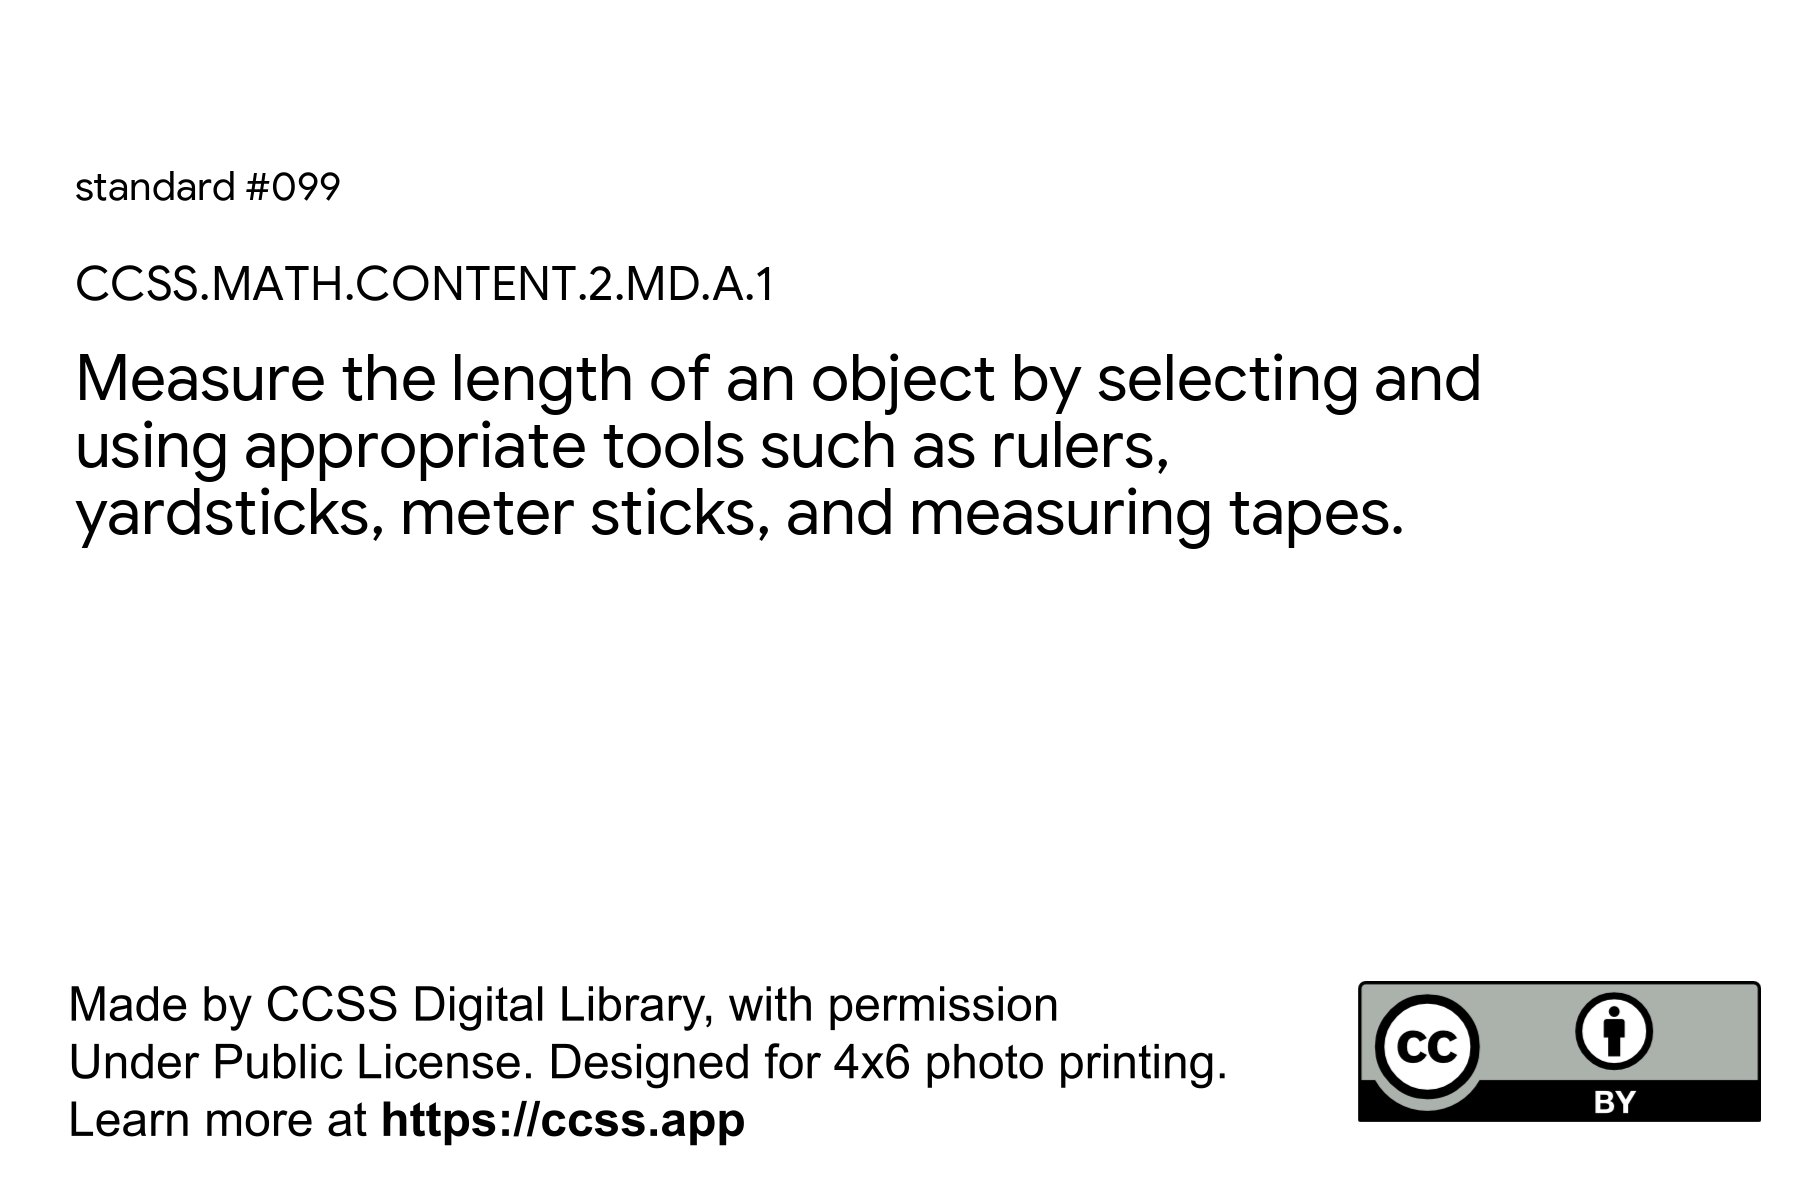 standard #099
CCSS.MATH.CONTENT.2.MD.A.1
Measure the length of an object by selecting and
using appropriate tools such as rulers,
yardsticks, meter sticks, and measuring tapes.
Made by CCSS Digital Library, with permission
Under Public License. Designed for 4x6 photo printing.
Learn more at https://ccss.app
CC
BY